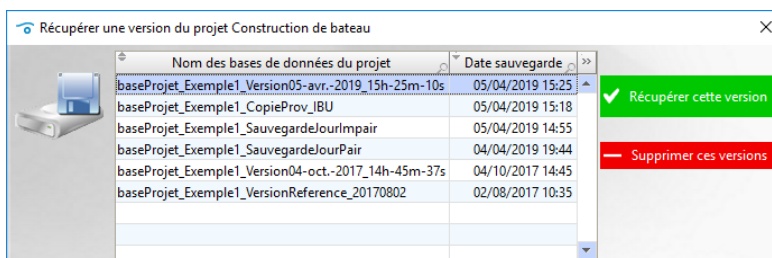 Récupérer une version du projet Construction de bateau
Nom des bases de données du projet Date sauvegarde »
baseProjet_Exemple1_Version05-avr.-2019_15h-25m-10s 05/04/2019 15:25
baseProjet_Exemple1_CopieProv_IBU 05/04/2019 15:18
baseProjet_Exemple1_SauvegardeJourImpair 05/04/2019 14:55
baseProjet_Exemple1_SauvegardeJourPair 04/04/2019 19:44
baseProjet_Exemple1_Version04-oct.-2017_14h-45m-37s 04/10/2017 14:45
baseProjet_Exemple1_VersionReference_20170802 02/08/2017 10:35
Récupérer cette version
Supprimer ces versions